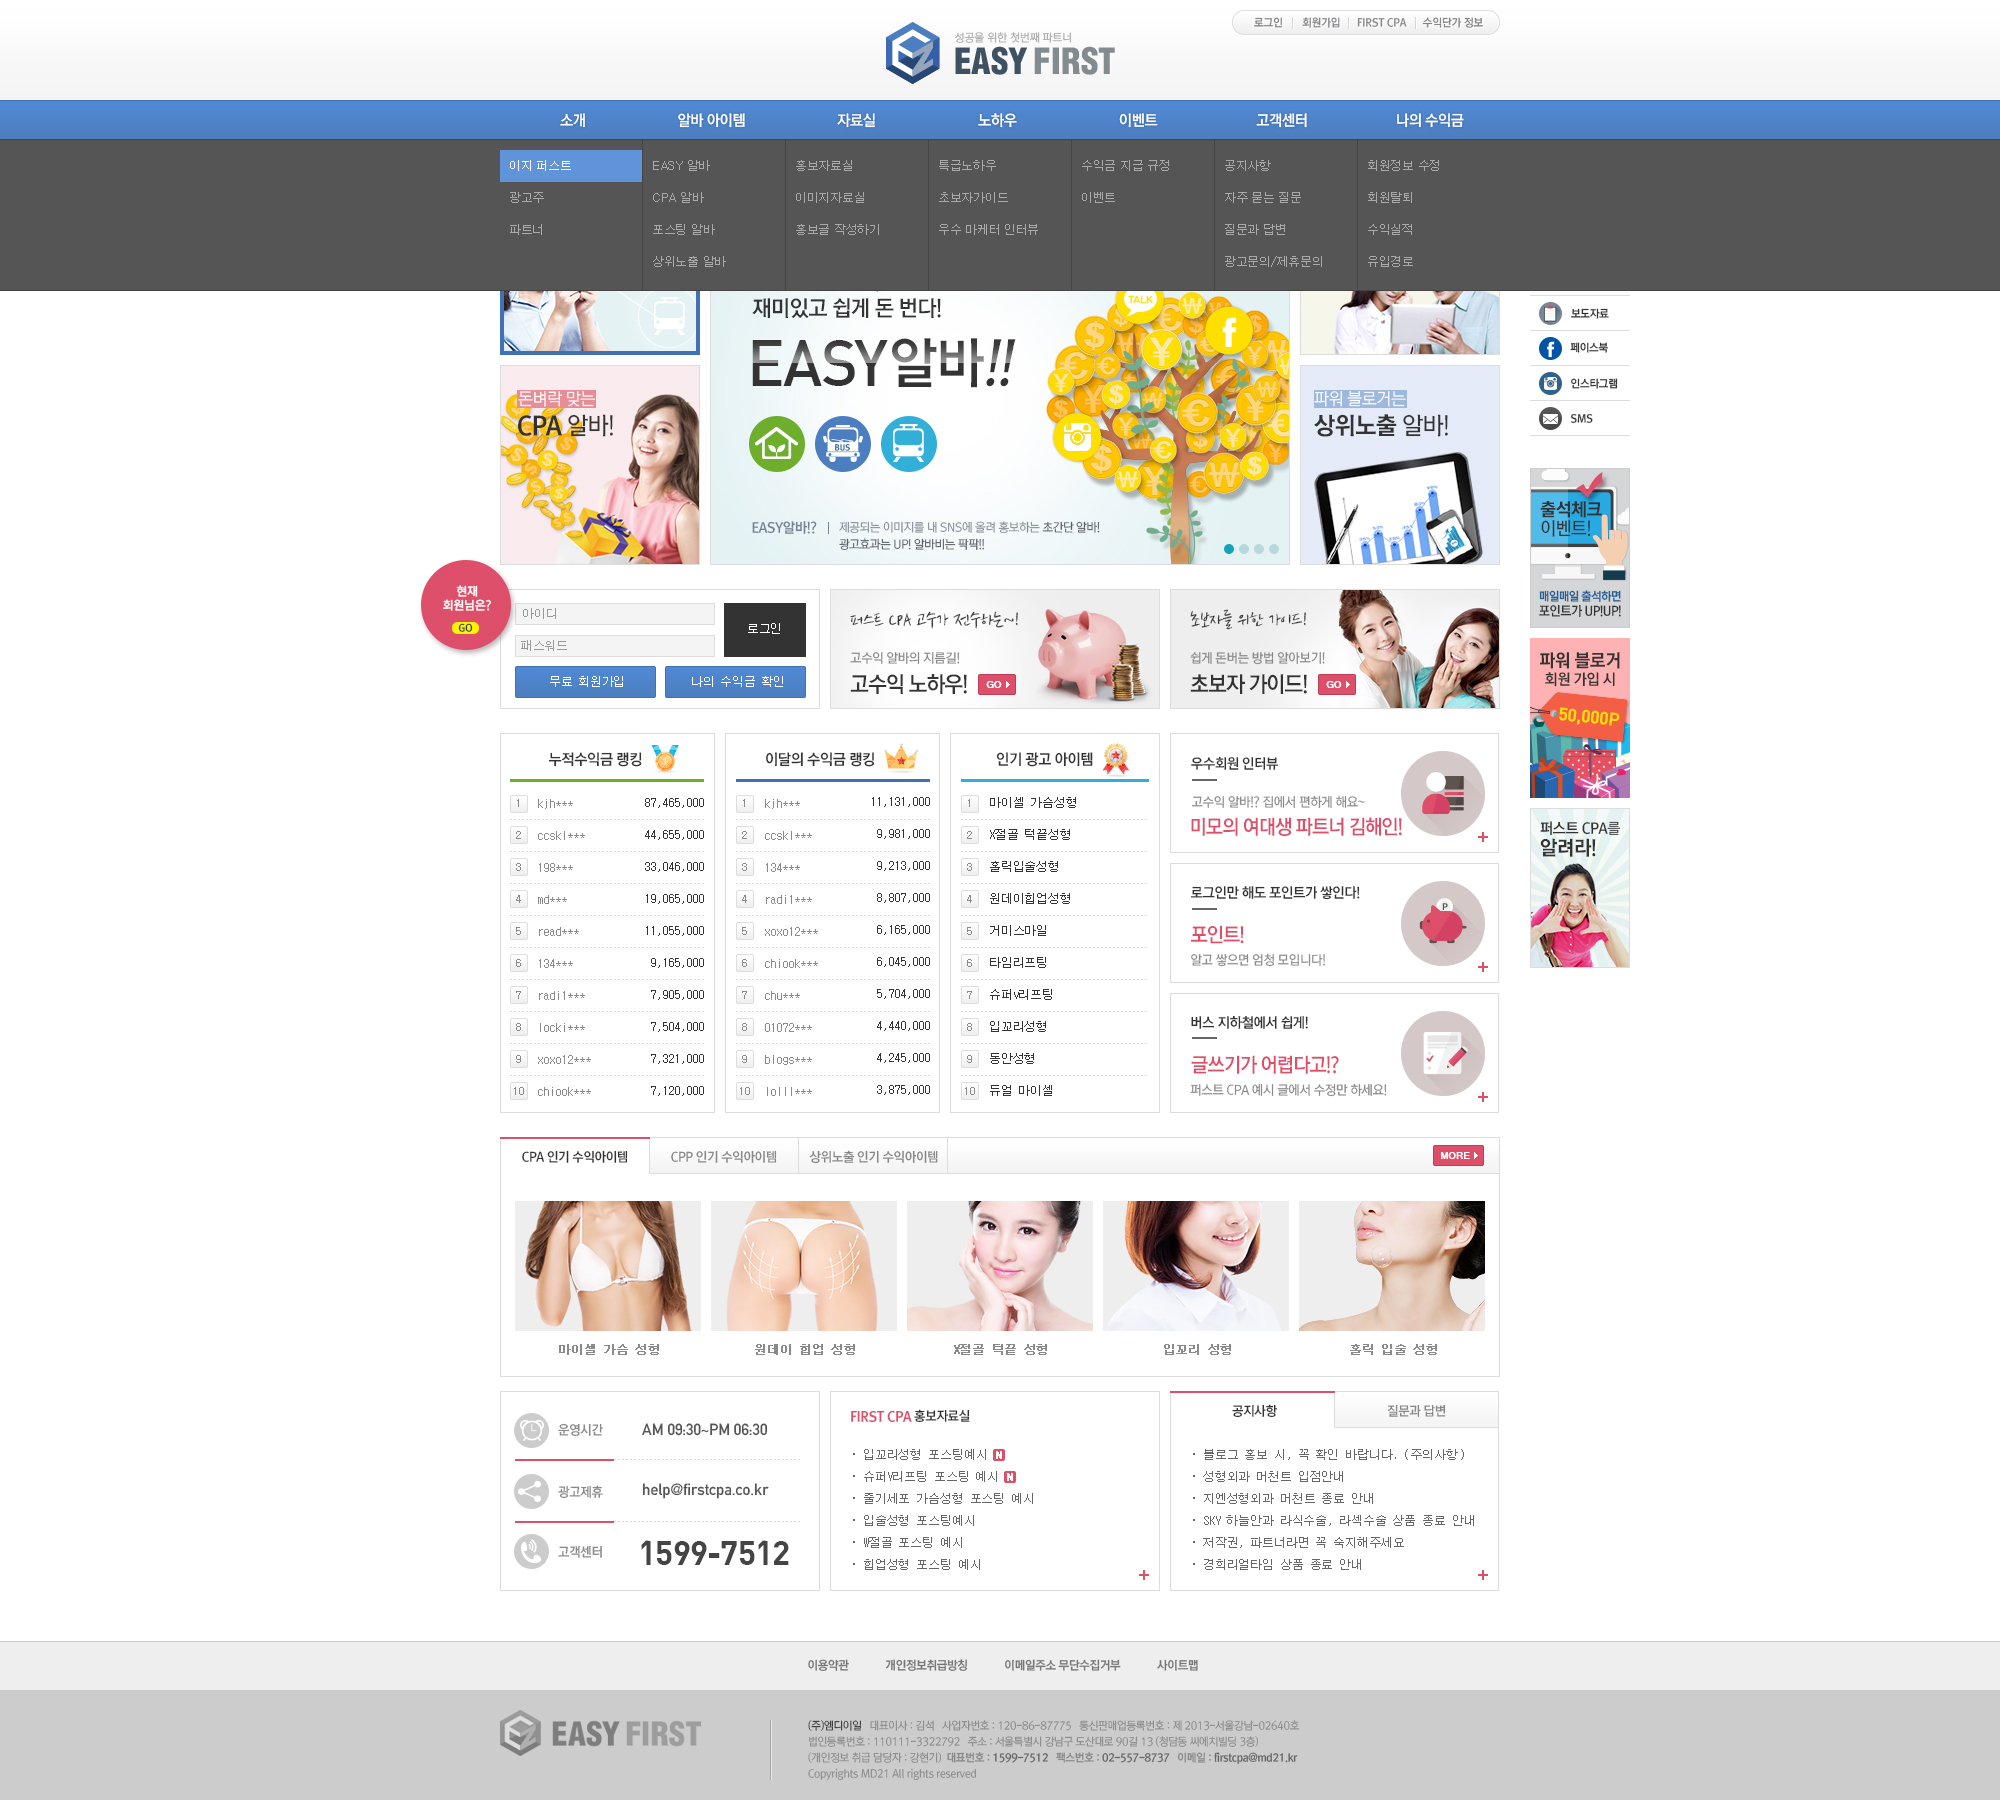 로그인 회원가입 FIRST CPA 수익단가 정보
성공을 위한 첫번째 파트너
EASY FIRST
소개 알바 아이템 자료실 노하우 이벤트 고객센터 나의 수익금
이지 퍼스트 EASY 알바 홍보자료실 특급노하우 수익금 지급 규정 공지사항 회원정보 수정
광고주 CPA 알바 이미지자료실 초보자가이드 이벤트 자주 묻는 질문 회원탈퇴
파트너 포스팅 알바 홍보글 작성하기 우수 마케터 인터뷰 질문과 답변 수익실적
상위노출 알바 광고문의/제휴문의 유입경로
재미있고 쉽게 돈 번다!
EASY알바!!
BUS
TALK
EASY알바!? | 제공되는 이미지를 내 SNS에 올려 홍보하는 초간단 알바!
광고효과는 UP! 알바비는 팍팍!!
돈벼락 맞는
CPA 알바!
파워 블로거는
상위노출 알바!
보도자료
페이스북
인스타그램
SMS
출석체크
이벤트!
매일매일 출석하면
포인트가 UP!UP!
파워 블로거
회원 가입 시
50,000P
퍼스트 CPA를
알려라!
현재
회원님은?
GO
아이디
패스워드
로그인
무료 회원가입
나의 수익금 확인
퍼스트 CPA 고수가 전수하는~!
고수익 알바의 지름길!
고수익 노하우! GO
초보자를 위한 가이드!
쉽게 돈버는 방법 알아보기!
초보자 가이드! GO
누적수익금 랭킹
1 kjh*** 87,465,000
2 ccskl*** 44,655,000
3 198*** 33,046,000
4 md*** 19,065,000
5 read*** 11,055,000
6 134*** 9,165,000
7 radi1*** 7,905,000
8 locki*** 7,504,000
9 xoxo12*** 7,321,000
10 chiook*** 7,120,000
이달의 수익금 랭킹
1 kjh*** 11,131,000
2 ccskl*** 9,981,000
3 134*** 9,213,000
4 radi1*** 8,807,000
5 xoxo12*** 6,165,000
6 chiook*** 6,045,000
7 chu*** 5,704,000
8 01072*** 4,440,000
9 blogs*** 4,245,000
10 lolll*** 3,875,000
인기 광고 아이템
1 마이셀 가슴성형
2 X절골 턱끝성형
3 홀릭입술성형
4 원데이힙업성형
5 거미스마일
6 타임리프팅
7 슈퍼V리프팅
8 입꼬리성형
9 동안성형
10 듀얼 마이셀
우수회원 인터뷰
고수익 알바!? 집에서 편하게 해요~
미모의 여대생 파트너 김해인!
로그인만 해도 포인트가 쌓인다!
포인트!
알고 쌓으면 엄청 모입니다!
P
버스 지하철에서 쉽게!
글쓰기가 어렵다고!?
퍼스트 CPA 예시 글에서 수정만 하세요!
CPA 인기 수익아이템 CPP 인기 수익아이템 상위노출 인기 수익아이템 MORE
마이셀 가슴 성형 원데이 힙업 성형 X절골 턱끝 성형 입꼬리 성형 홀릭 입술 성형
운영시간 AM 09:30~PM 06:30
광고제휴 help@firstcpa.co.kr
고객센터 1599-7512
FIRST CPA 홍보자료실
· 입꼬리성형 포스팅예시 N
· 슈퍼V리프팅 포스팅 예시 N
· 줄기세포 가슴성형 포스팅 예시
· 입술성형 포스팅예시
· W절골 포스팅 예시
· 힙업성형 포스팅 예시
공지사항 질문과 답변
· 블로그 홍보 시, 꼭 확인 바랍니다. (주의사항)
· 성형외과 머천트 입점안내
· 지엔성형외과 머천트 종료 안내
· SKY 하늘안과 라식수술, 라섹수술 상품 종료 안내
· 저작권, 파트너라면 꼭 숙지해주세요
· 경희리얼타임 상품 종료 안내
이용약관 개인정보취급방침 이메일주소 무단수집거부 사이트맵
EASY FIRST
(주)엠디이일 대표이사 : 김석 사업자번호 : 120-86-87775 통신판매업등록번호 : 제 2013-서울강남-02640호
법인등록번호 : 110111-3322792 주소 : 서울특별시 강남구 도산대로 90길 13 (청담동 씨에치빌딩 3층)
(개인정보 취급 담당자 : 강현기) 대표번호 : 1599-7512 팩스번호 : 02-557-8737 이메일 : firstcpa@md21.kr
Copyrights MD21 All rights reserved